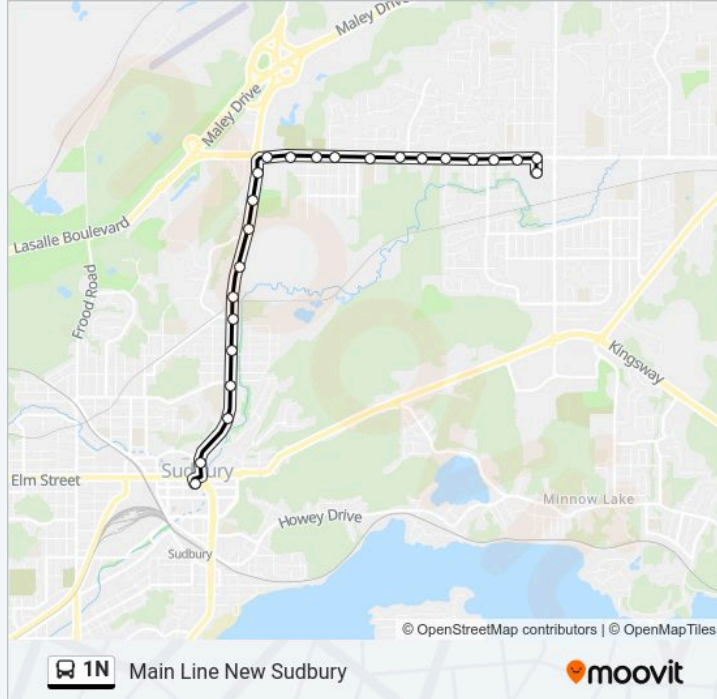 Maley Drive
Maley Drive
Lasalle Boulevard
Frood Road
Kingsway
Elm Street
Sudbury
Minnow Lake
Howey Drive
Sudbury
© OpenStreetMap contributors | © OpenMapTiles
1N Main Line New Sudbury
moovit